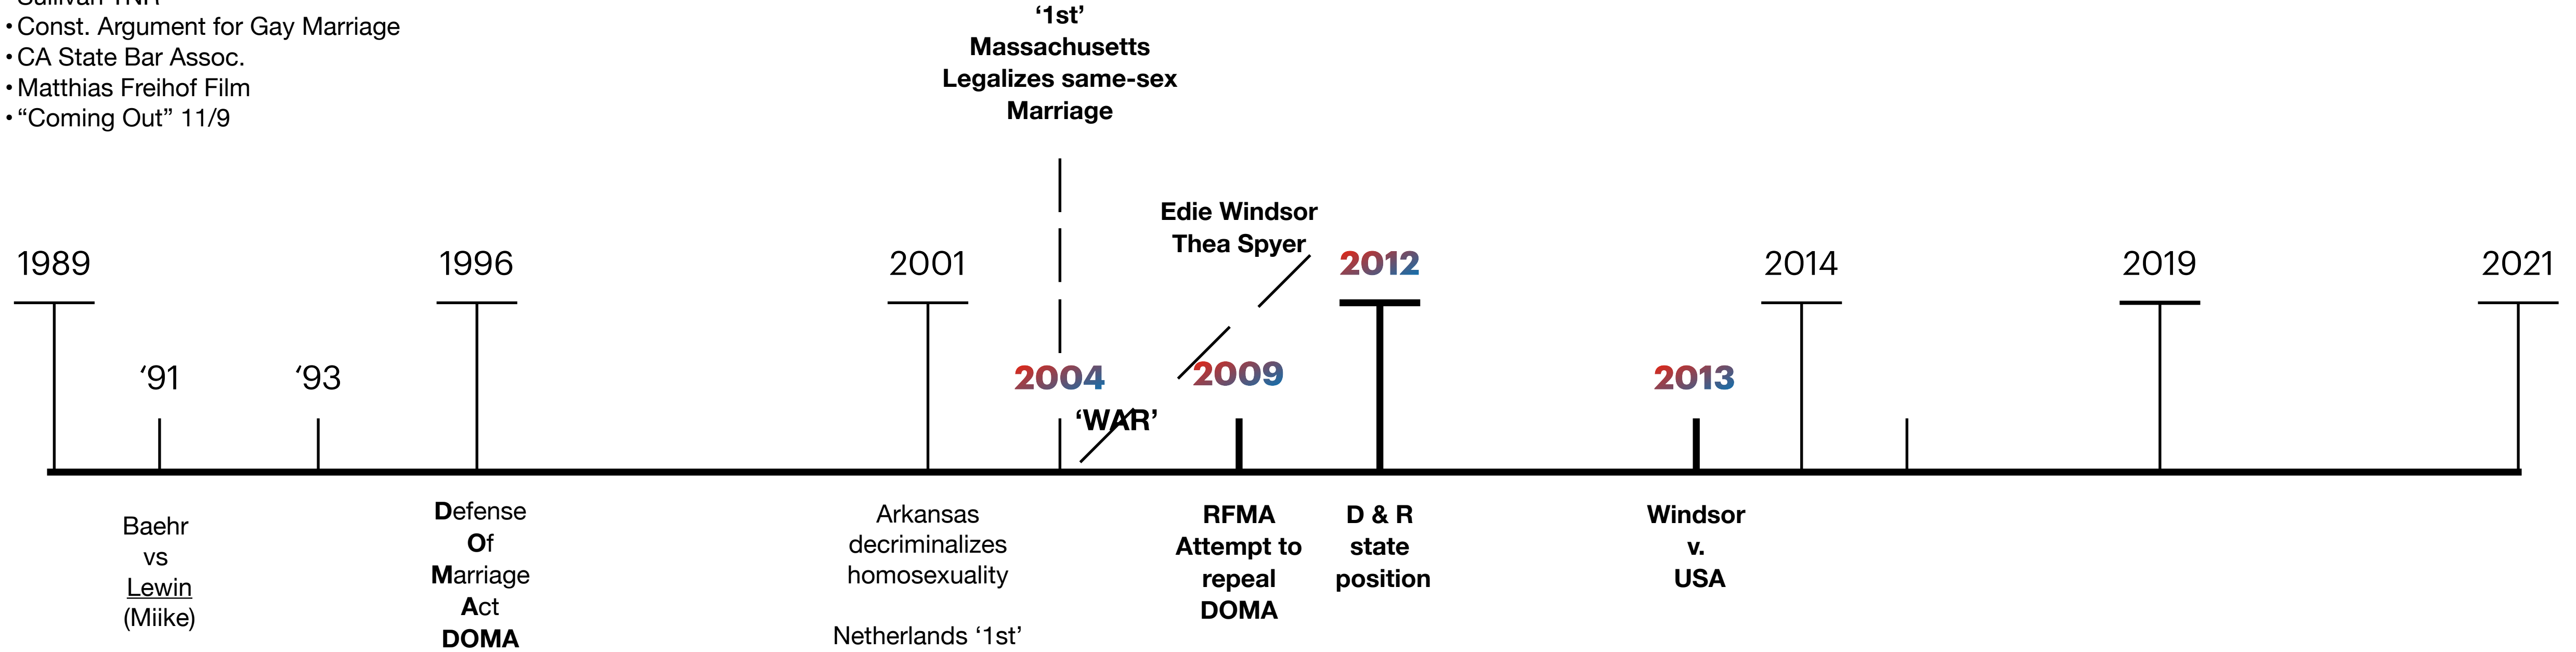 Sullivan TNR
• Const. Argument for Gay Marriage
• CA State Bar Assoc.
• Matthias Freihof Film
• “Coming Out” 11/9
‘1st’
Massachusetts
Legalizes same-sex
Marriage
Edie Windsor
Thea Spyer
1989
1996
2001
2012
2014
2019
2021
‘91
‘93
2004
2009
2013
‘WAR’
Baehr
vs
Lewin
(Miike)
Defense
Of
Marriage
Act
DOMA
Arkansas
decriminalizes
homosexuality
Netherlands ‘1st’
RFMA
Attempt to
repeal
DOMA
D & R
state
position
Windsor
v.
USA